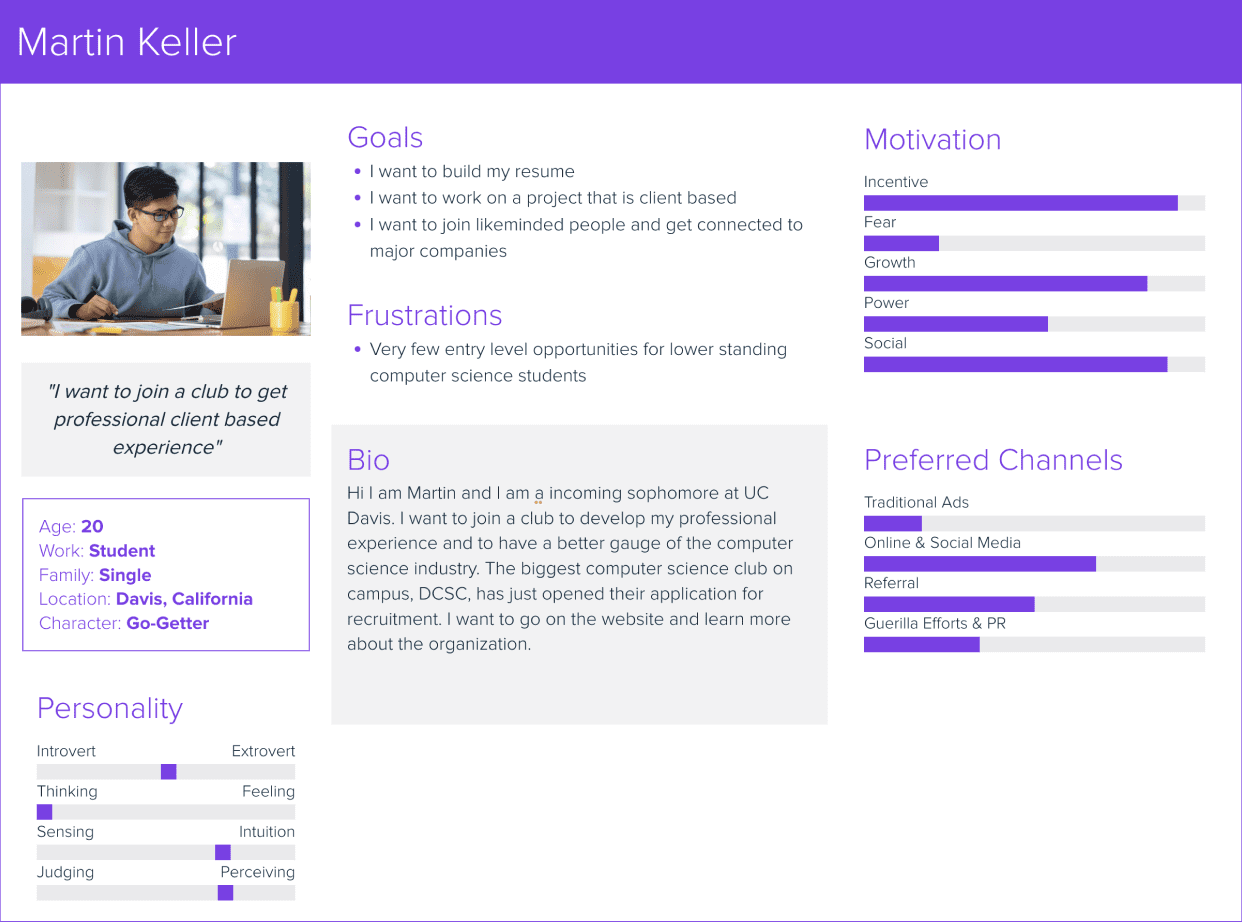 Martin Keller
"I want to join a club to get
professional client based
experience"
Age: 20
Work: Student
Family: Single
Location: Davis, California
Character: Go-Getter
Personality
Introvert Extrovert
Thinking Feeling
Sensing Intuition
Judging Perceiving
Goals
• I want to build my resume
• I want to work on a project that is client based
• I want to join likeminded people and get connected to
major companies
Frustrations
• Very few entry level opportunities for lower standing
computer science students
Bio
Hi I am Martin and I am a incoming sophomore at UC
Davis. I want to join a club to develop my professional
experience and to have a better gauge of the computer
science industry. The biggest computer science club on
campus, DCSC, has just opened their application for
recruitment. I want to go on the website and learn more
about the organization.
Motivation
Incentive
Fear
Growth
Power
Social
Preferred Channels
Traditional Ads
Online & Social Media
Referral
Guerilla Efforts & PR